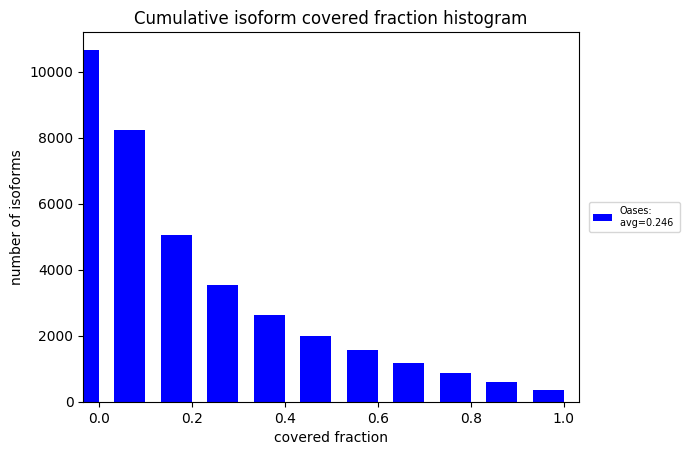 Cumulative isoform covered fraction histogram
number of isoforms
10000
8000
6000
4000
2000
0
0.0 0.2 0.4 0.6 0.8 1.0
covered fraction
Oases:
avg=0.246